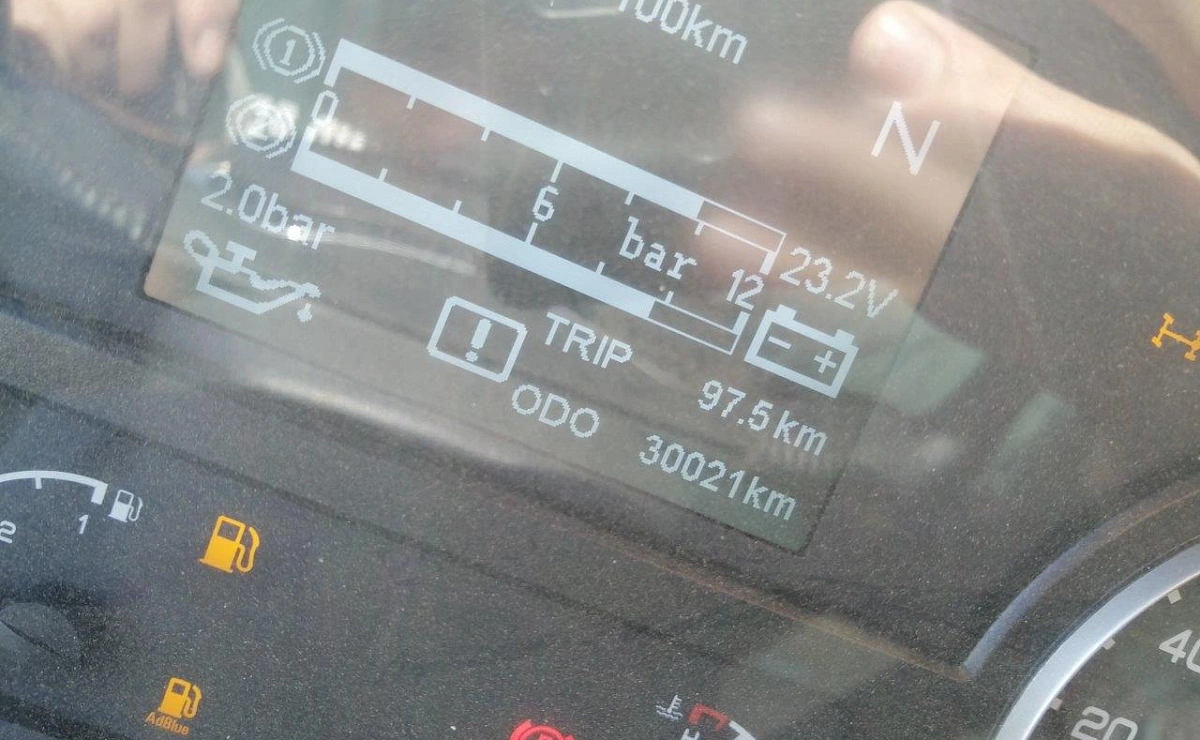 100km
N
1
0
2
6
bar
12
23.2V
2.0bar
TRIP
97.5km
ODO
30021km
2
1
AdBlue
40
20